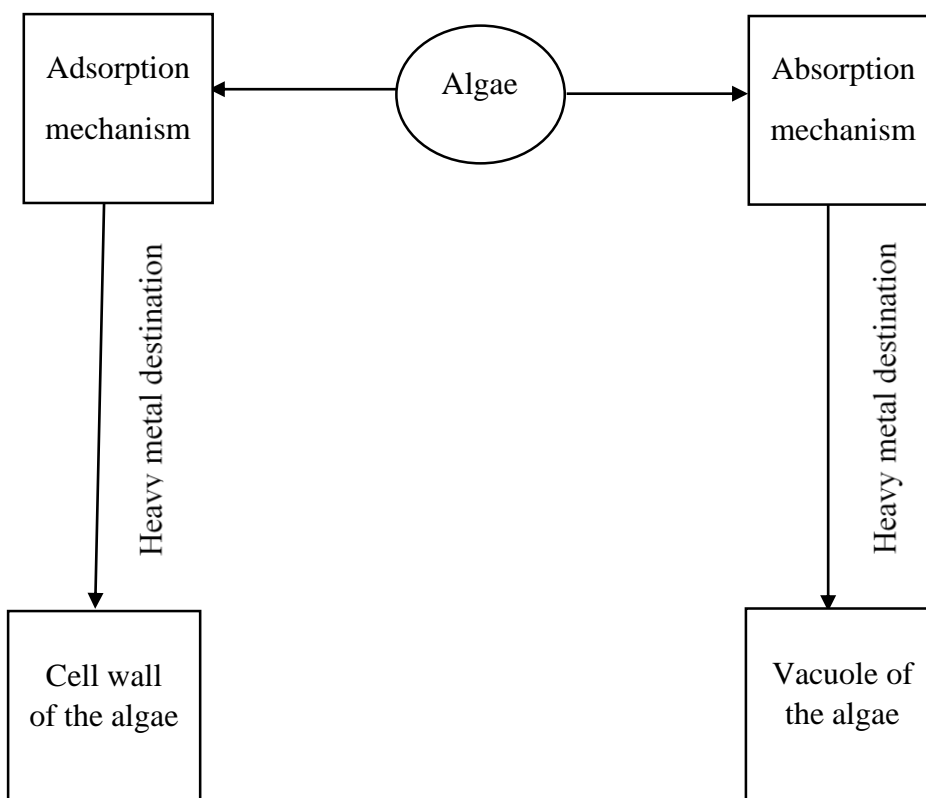 Adsorption
mechanism
Algae
Absorption
mechanism
Heavy metal destination
Heavy metal destination
Cell wall
of the algae
Vacuole of
the algae